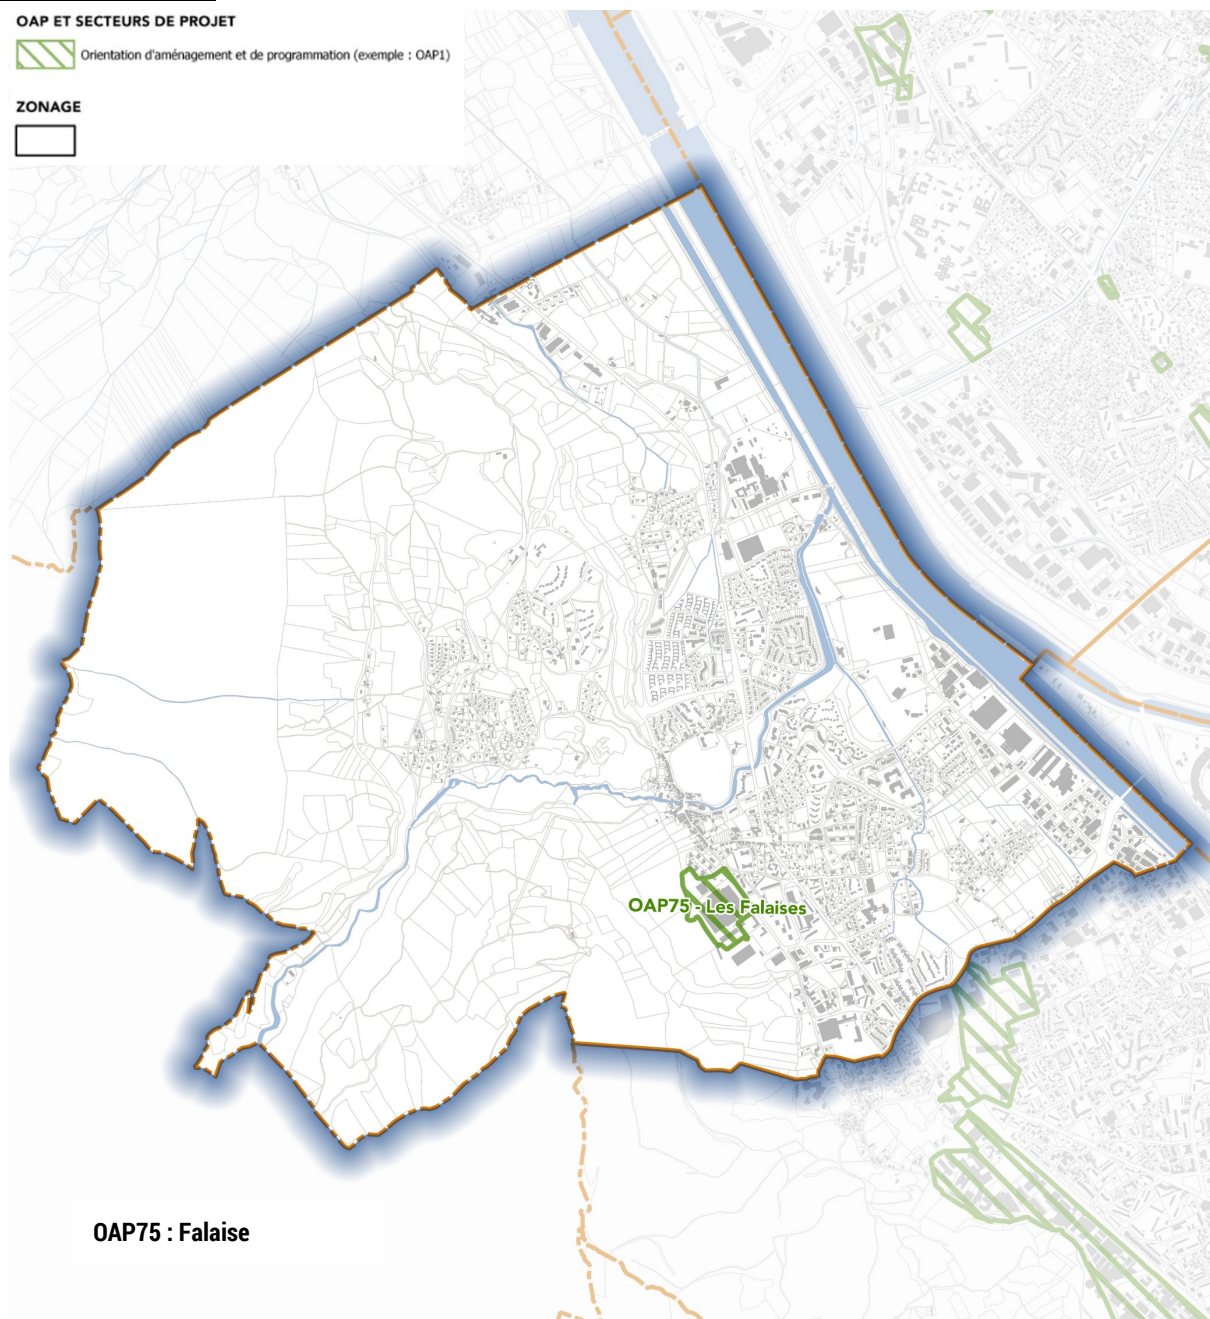 OAP ET SECTEURS DE PROJET
Orientation d'aménagement et de programmation (exemple : OAP1)
ZONAGE
OAP75 - Les Falaises
OAP75 : Falaise